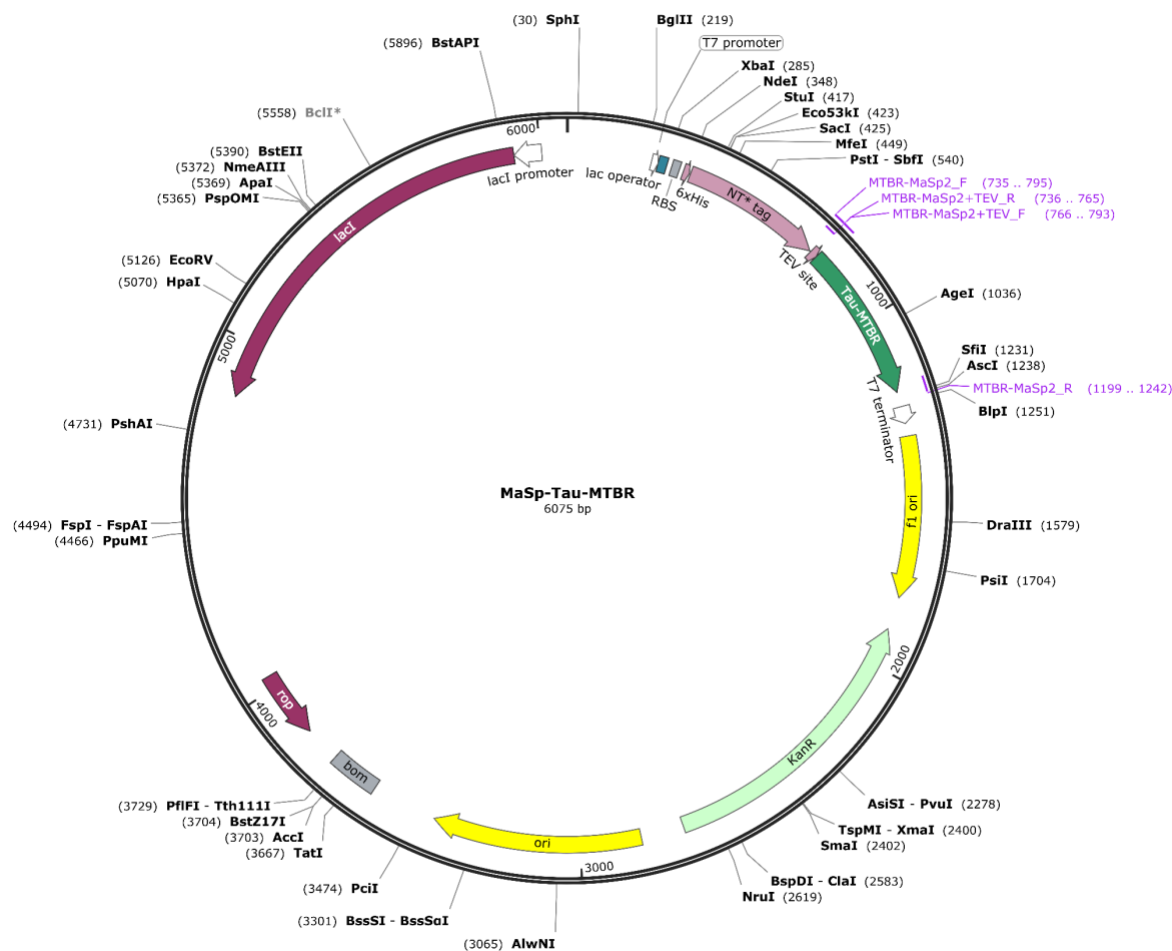 (30) SphI
BglII (219)
T7 promoter
XbaI (285)
NdeI (348)
StuI (417)
Eco53kI (423)
SacI (425)
MfeI (449)
PstI - SbfI (540)
MTBR-MaSp2_F (735 .. 795)
MTBR-MaSp2+TEV_R (736 .. 765)
MTBR-MaSp2+TEV_F (766 .. 793)
AgeI (1036)
SfiI (1231)
AscI (1238)
MTBR-MaSp2_R (1199 .. 1242)
BlpI (1251)
DraIII (1579)
PsiI (1704)
AsiSI - PvuI (2278)
TspMI - XmaI (2400)
SmaI (2402)
BspDI - ClaI (2583)
NruI (2619)
(3065) AlwNI
(3301) BssSI - BssSαI
(3474) PciI
(3667) TatI
(3703) AccI
(3704) BstZ17I
(3729) PflFI - Tth111I
(4466) PpuMI
(4494) FspI - FspAI
(4731) PshAI
(5070) HpaI
(5126) EcoRV
(5365) PspOMI
(5369) ApaI
(5372) NmeAIII
(5390) BstEII
(5558) BclI*
(5896) BstAPI
lacI promoter
lac operator
RBS
6xHis
NT* tag
TEV site
Tau-MTBR
T7 terminator
f1 ori
KanR
ori
bom
rop
lacI
1000
2000
3000
4000
5000
6000
MaSp-Tau-MTBR
6075 bp